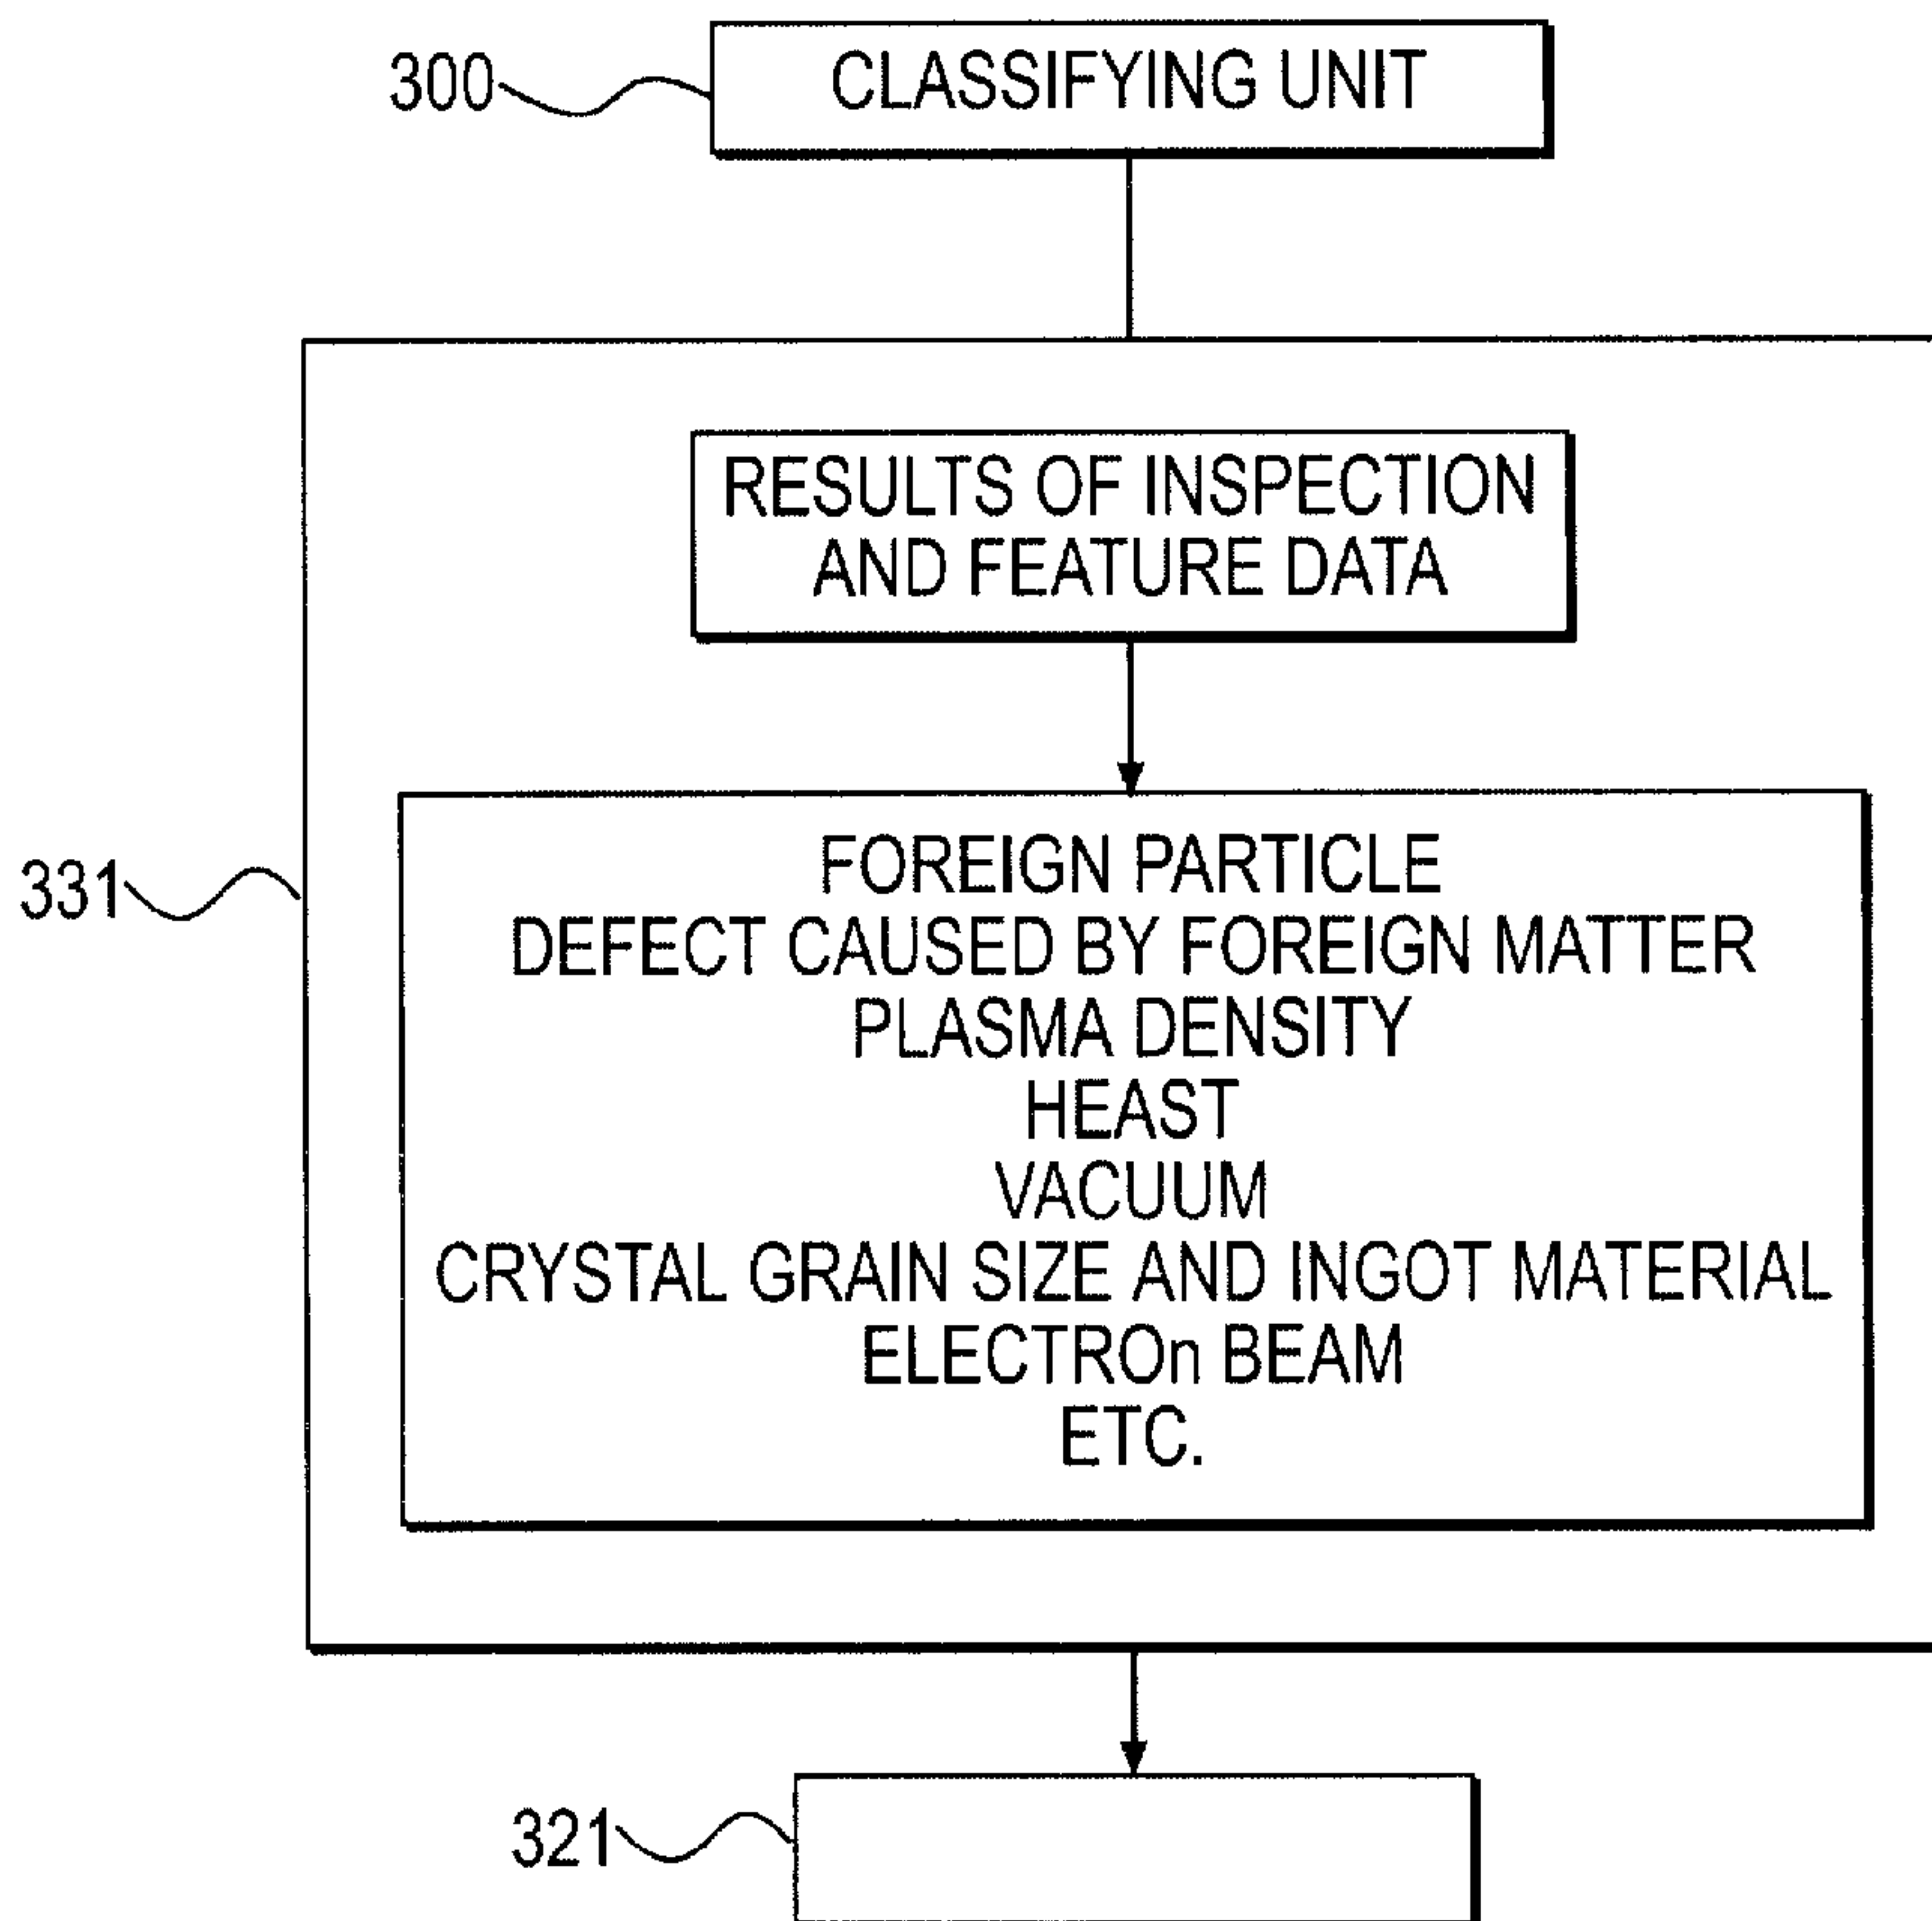 300
CLASSIFYING UNIT
RESULTS OF INSPECTION
AND FEATURE DATA
331
FOREIGN PARTICLE
DEFECT CAUSED BY FOREIGN MATTER
PLASMA DENSITY
HEAST
VACUUM
CRYSTAL GRAIN SIZE AND INGOT MATERIAL
ELECTROn BEAM
ETC.
321